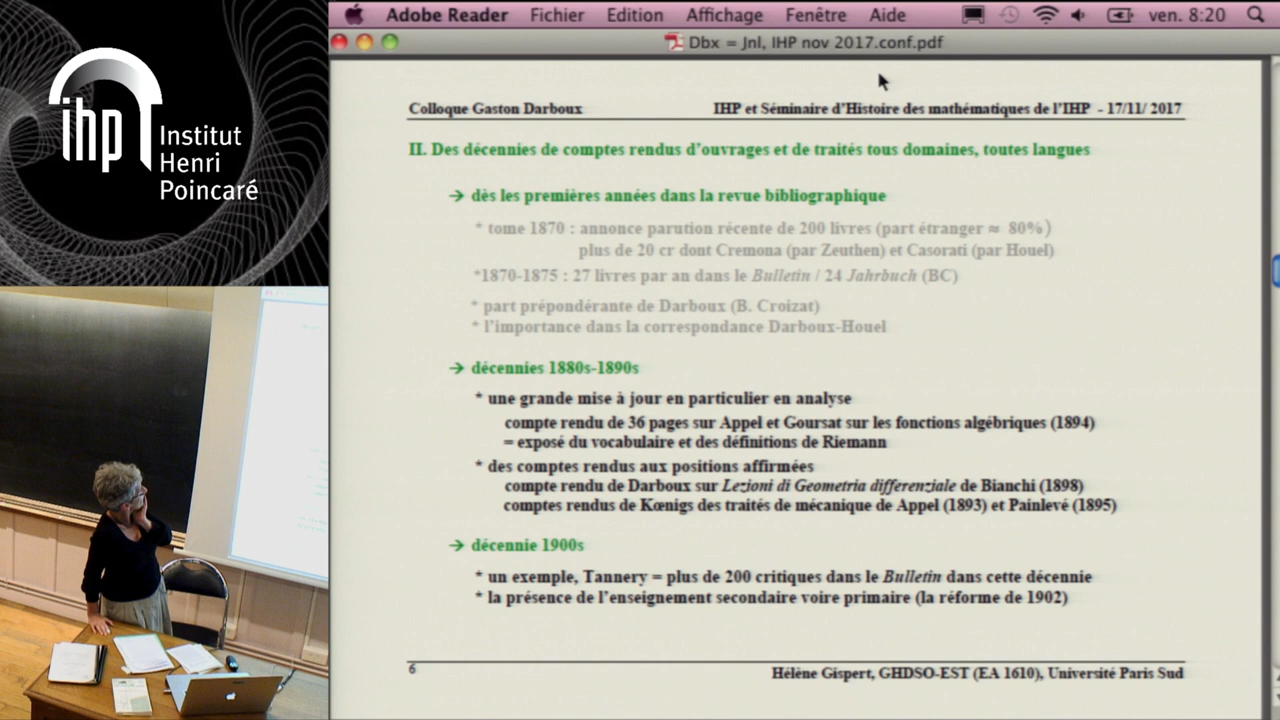 ihp Institut
Henri
Poincaré
Adobe Reader Fichier Edition Affichage Fenêtre Aide ven. 8:20
Dbx = Jnl, IHP nov 2017.conf.pdf
Colloque Gaston Darboux IHP et Séminaire d'Histoire des mathématiques de l'IHP - 17/11/ 2017
II. Des décennies de comptes rendus d'ouvrages et de traités tous domaines, toutes langues
→ dès les premières années dans la revue bibliographique
* tome 1870 : annonce parution récente de 200 livres (part étranger ≈ 80%)
plus de 20 cr dont Cremona (par Zeuthen) et Casorati (par Houel)
*1870-1875 : 27 livres par an dans le Bulletin / 24 Jahrbuch (BC)
* part prépondérante de Darboux (B. Croizat)
* l'importance dans la correspondance Darboux-Houel
→ décennies 1880s-1890s
* une grande mise à jour en particulier en analyse
compte rendu de 36 pages sur Appel et Goursat sur les fonctions algébriques (1894)
= exposé du vocabulaire et des définitions de Riemann
* des comptes rendus aux positions affirmées
compte rendu de Darboux sur Lezioni di Geometria differenziale de Bianchi (1898)
comptes rendus de Kœnigs des traités de mécanique de Appel (1893) et Painlevé (1895)
→ décennie 1900s
* un exemple, Tannery = plus de 200 critiques dans le Bulletin dans cette décennie
* la présence de l'enseignement secondaire voire primaire (la réforme de 1902)
6 Hélène Gispert, GHDSO-EST (EA 1610), Université Paris Sud